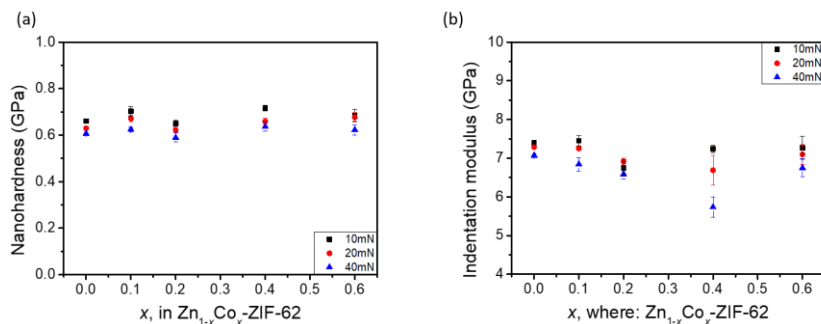 (a)
1.0
0.8
0.6
0.4
0.2
0.0
Nanohardness (GPa)
10mN
20mN
40mN
0.0 0.1 0.2 0.3 0.4 0.5 0.6
x, in Zn1-xCox-ZIF-62
(b)
10
9
8
7
6
5
4
Indentation modulus (GPa)
10mN
20mN
40mN
0.0 0.1 0.2 0.3 0.4 0.5 0.6
x, where: Zn1-xCox-ZIF-62